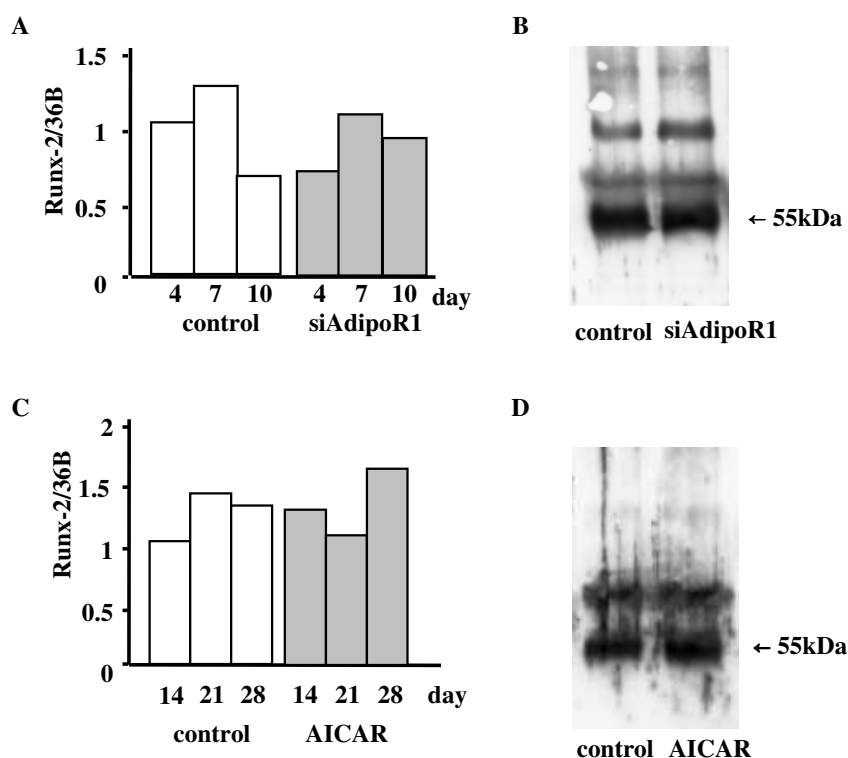 A
Runx-2/36B
1.5
1
0.5
0
4 7 10 4 7 10 day
control siAdipoR1
B
← 55kDa
control siAdipoR1
C
Runx-2/36B
2
1.5
1
0.5
0
14 21 28 14 21 28 day
control AICAR
D
← 55kDa
control AICAR